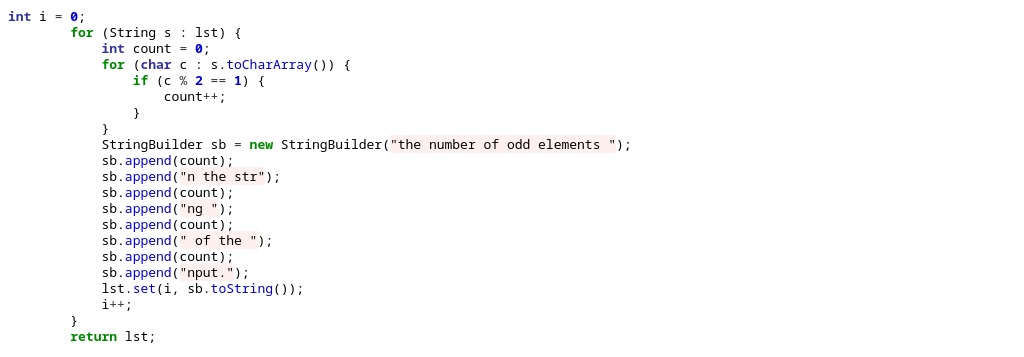 int i = 0;
        for (String s : lst) {
            int count = 0;
            for (char c : s.toCharArray()) {
                if (c % 2 == 1) {
                    count++;
                }
            }
            StringBuilder sb = new StringBuilder("the number of odd elements ");
            sb.append(count);
            sb.append("n the str");
            sb.append(count);
            sb.append("ng ");
            sb.append(count);
            sb.append(" of the ");
            sb.append(count);
            sb.append("nput.");
            lst.set(i, sb.toString());
            i++;
        }
        return lst;